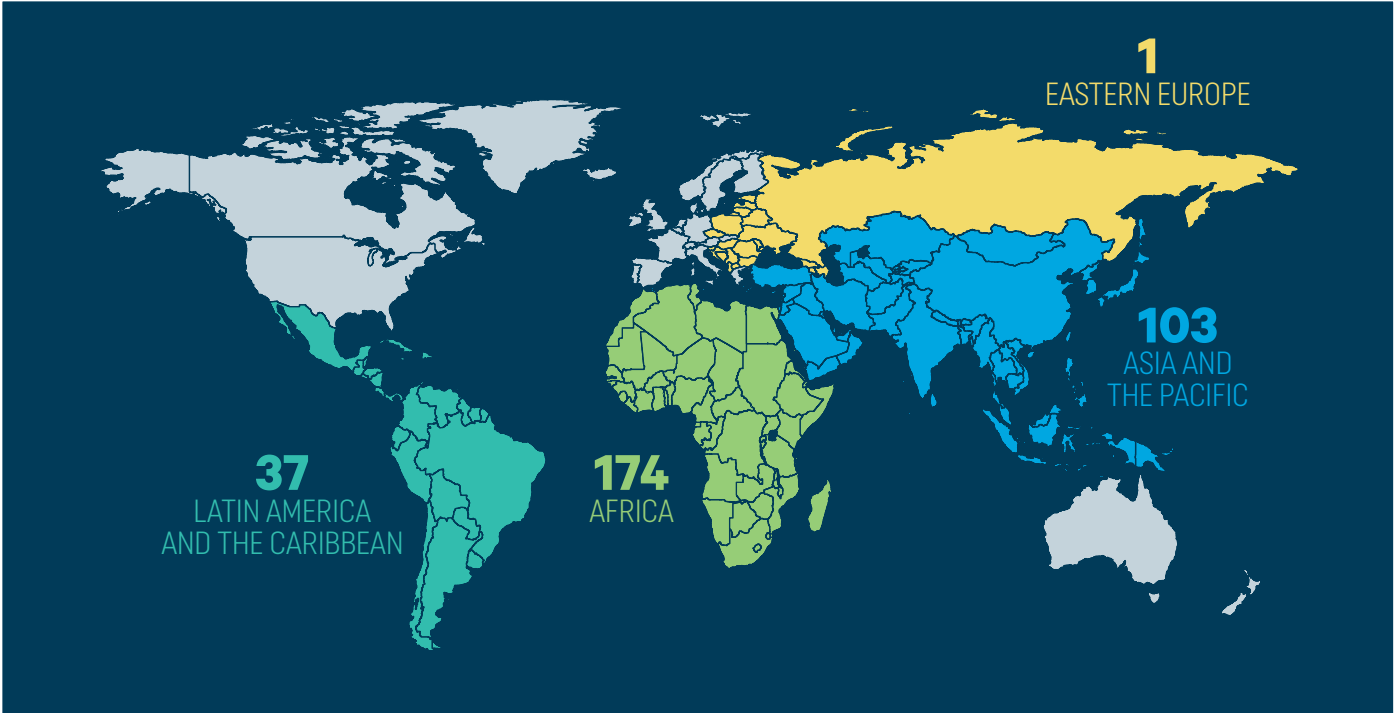 1
EASTERN EUROPE
103
ASIA AND
THE PACIFIC
37
LATIN AMERICA
AND THE CARIBBEAN
174
AFRICA